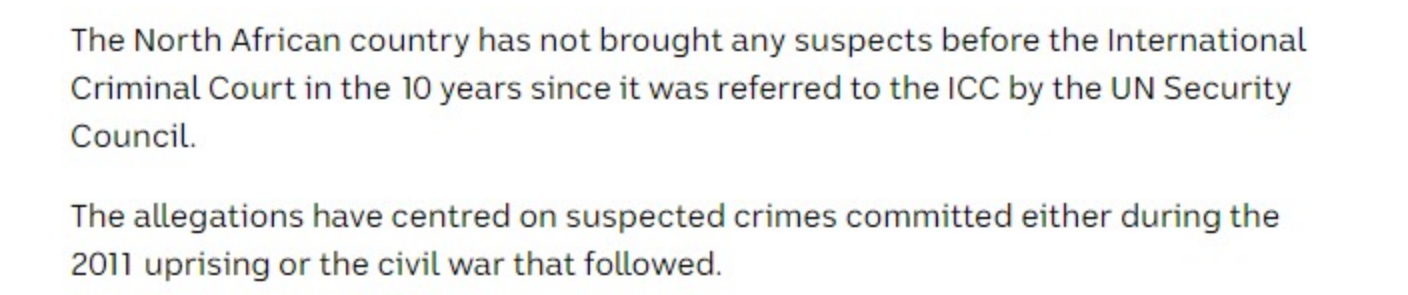 The North African country has not brought any suspects before the International
Criminal Court in the 10 years since it was referred to the ICC by the UN Security
Council.
The allegations have centred on suspected crimes committed either during the
2011 uprising or the civil war that followed.